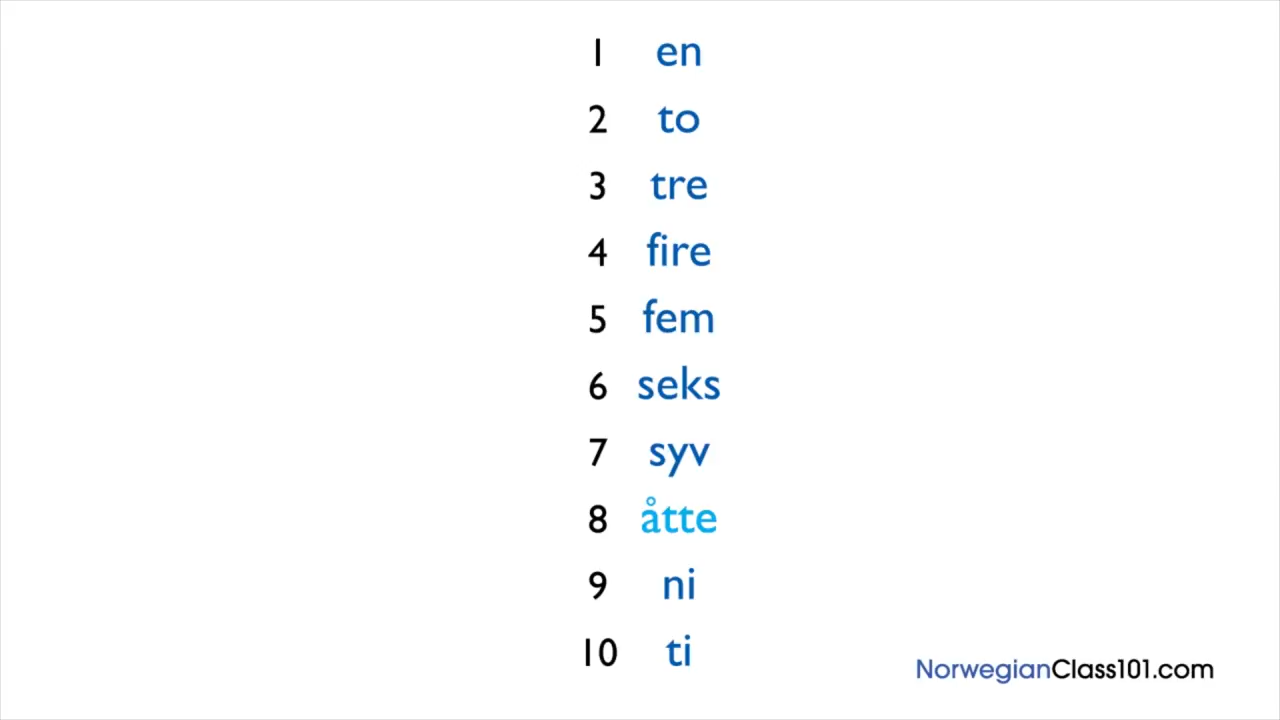 1 en
2 to
3 tre
4 fire
5 fem
6 seks
7 syv
8 åtte
9 ni
10 ti
NorwegianClass101.com